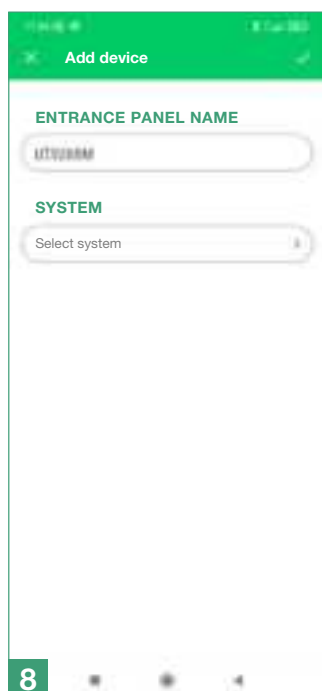 Add device
ENTRANCE PANEL NAME
SYSTEM
Select system
8